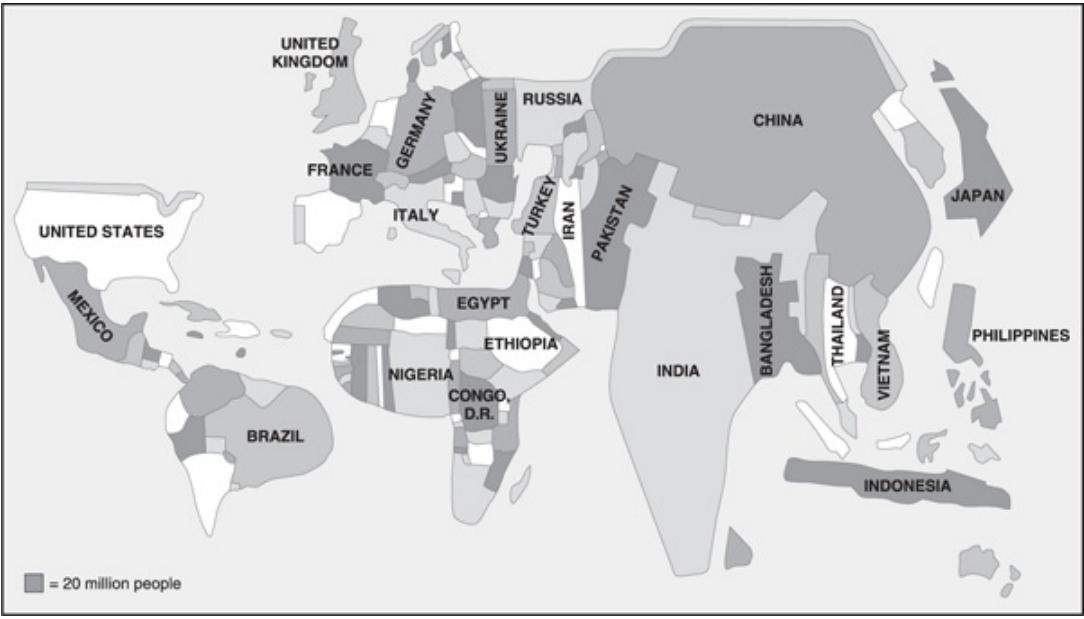 UNITED
KINGDOM
RUSSIA
CHINA
GERMANY
UKRAINE
FRANCE
JAPAN
ITALY
TURKEY
IRAN
PAKISTAN
UNITED STATES
MEXICO
EGYPT
BANGLADESH
THAILAND
ETHIOPIA
PHILIPPINES
NIGERIA
INDIA
VIETNAM
CONGO,
D.R.
BRAZIL
INDONESIA
= 20 million people